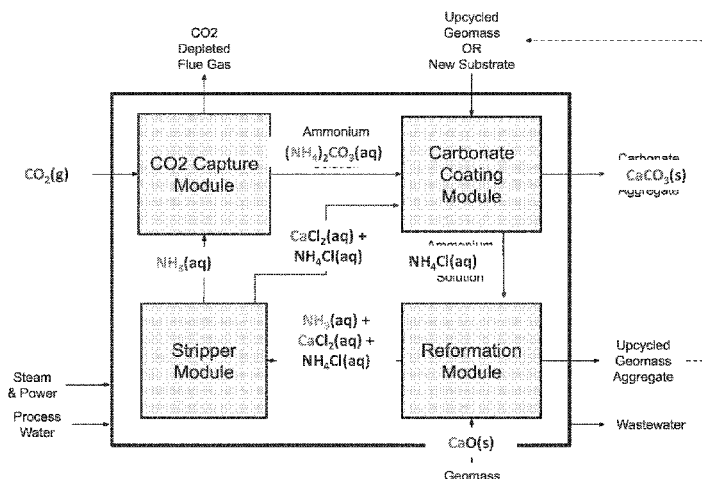 CO2
Depleted
Flue Gas
Upcycled
Geomass
OR
New Substrate
CO2 Capture
Module
Ammonium
(NH₄)₂CO₃(aq)
Carbonate
Coating
Module
CO₂(g)
Carbonate
CaCO₃(s)
Aggregate
NH₃(aq)
CaCl₂(aq) +
NH₄Cl(aq)
Ammonium
NH₄Cl(aq)
Solution
Stripper
Module
NH₃(aq) +
CaCl₂(aq) +
NH₄Cl(aq)
Reformation
Module
Upcycled
Geomass
Aggregate
Steam
& Power
Process
Water
Wastewater
CaO(s)
Geomass